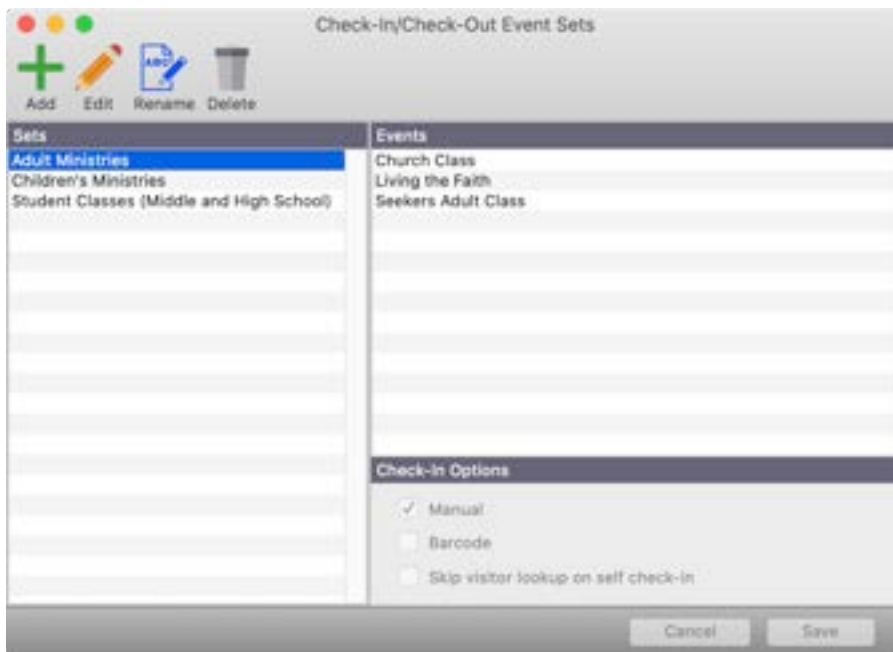 Check-In/Check-Out Event Sets
Add Edit Rename Delete
Sets
Adult Ministries
Children's Ministries
Student Classes (Middle and High School)
Events
Church Class
Living the Faith
Seekers Adult Class
Check-In Options
Manual
Barcode
Skip visitor lookup on self check-in
Cancel Save